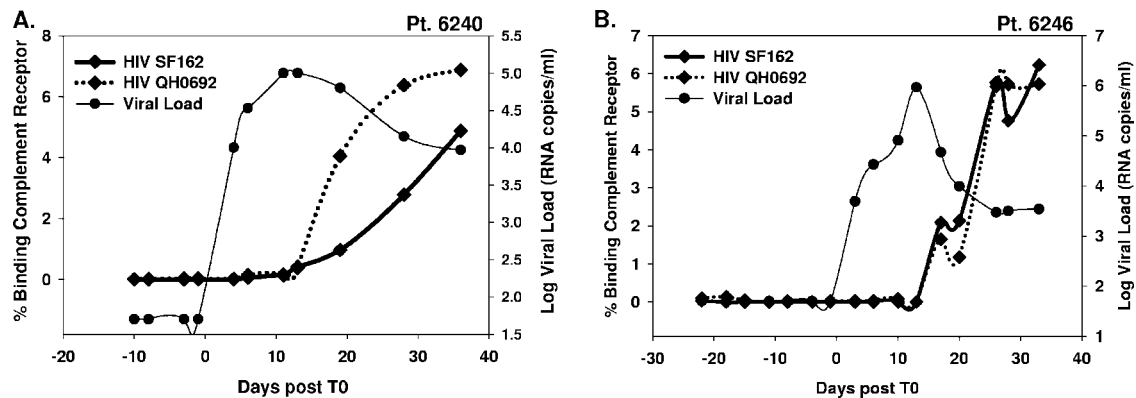 A.
Pt. 6240
HIV SF162
HIV QH0692
Viral Load
% Binding Complement Receptor
8
6
4
2
0
Log Viral Load (RNA copies/ml)
5.5
5.0
4.5
4.0
3.5
3.0
2.5
2.0
1.5
-20 -10 0 10 20 30 40
Days post T0
B.
Pt. 6246
HIV SF162
HIV QH0692
Viral Load
% Binding Complement Receptor
7
6
5
4
3
2
1
0
Log Viral Load (RNA copies/ml)
7
6
5
4
3
2
1
-30 -20 -10 0 10 20 30 40
Days post T0